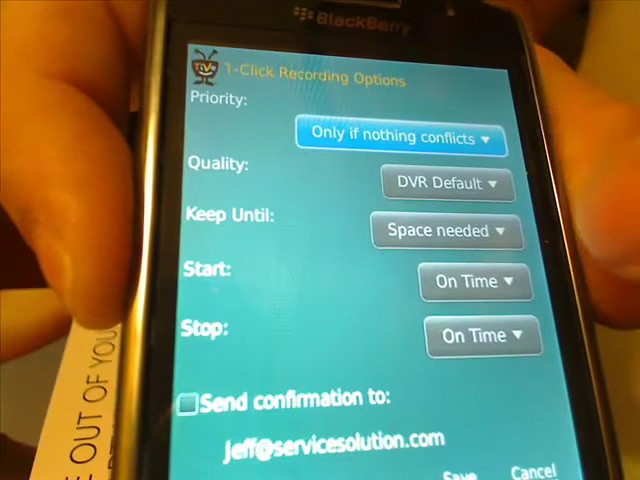 BlackBerry
TiVo 1-Click Recording Options
Priority:
Only if nothing conflicts
Quality:
DVR Default
Keep Until:
Space needed
Start:
On Time
Stop:
On Time
Send confirmation to:
Jeff@servicesolution.com
Save Cancel
E OUT OF YOU